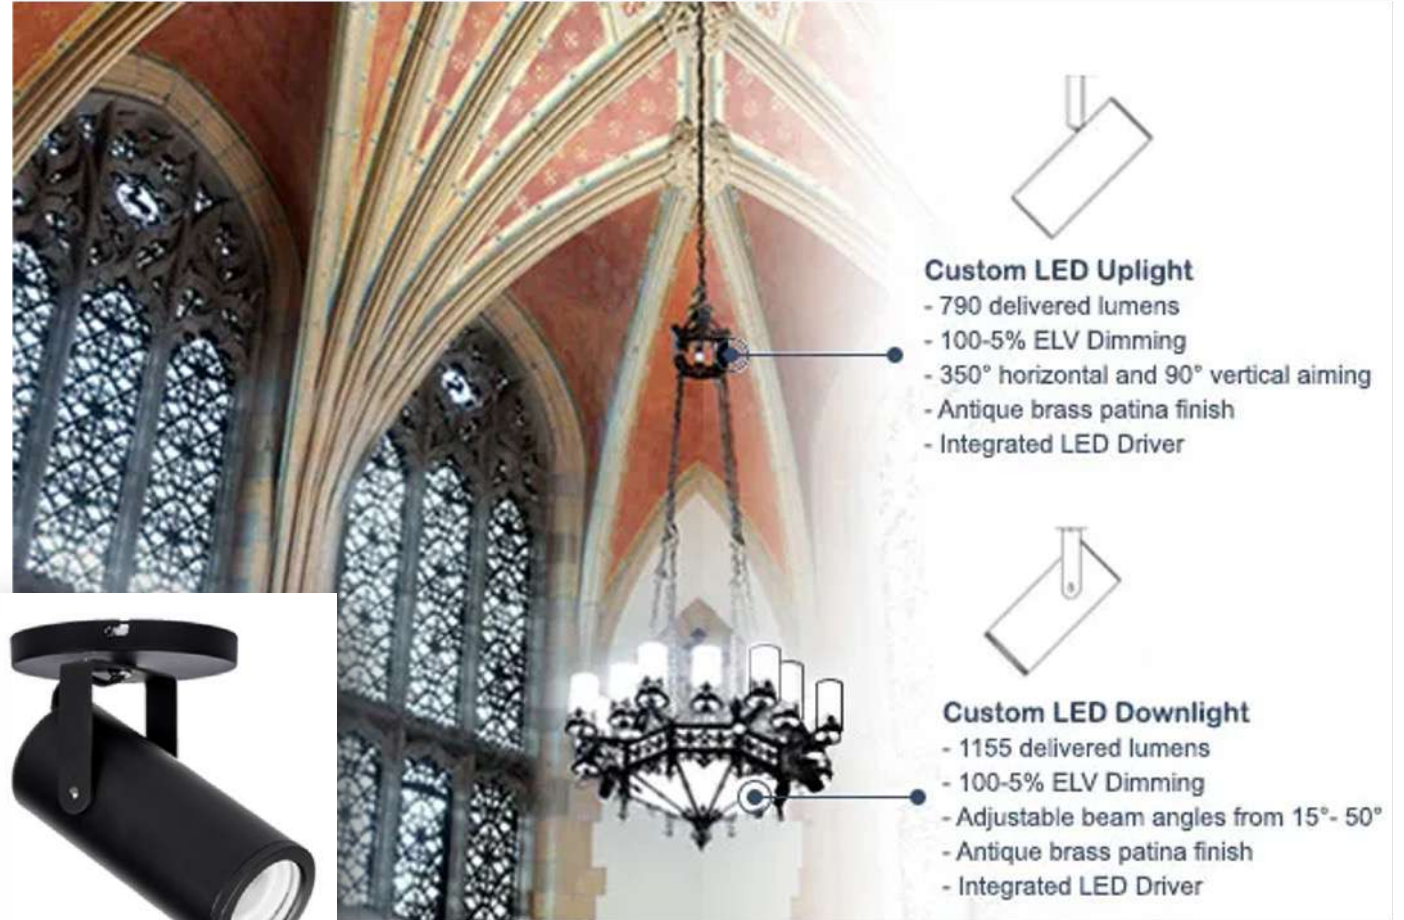 Custom LED Uplight
- 790 delivered lumens
- 100-5% ELV Dimming
- 350° horizontal and 90° vertical aiming
- Antique brass patina finish
- Integrated LED Driver
Custom LED Downlight
- 1155 delivered lumens
- 100-5% ELV Dimming
- Adjustable beam angles from 15°- 50°
- Antique brass patina finish
- Integrated LED Driver